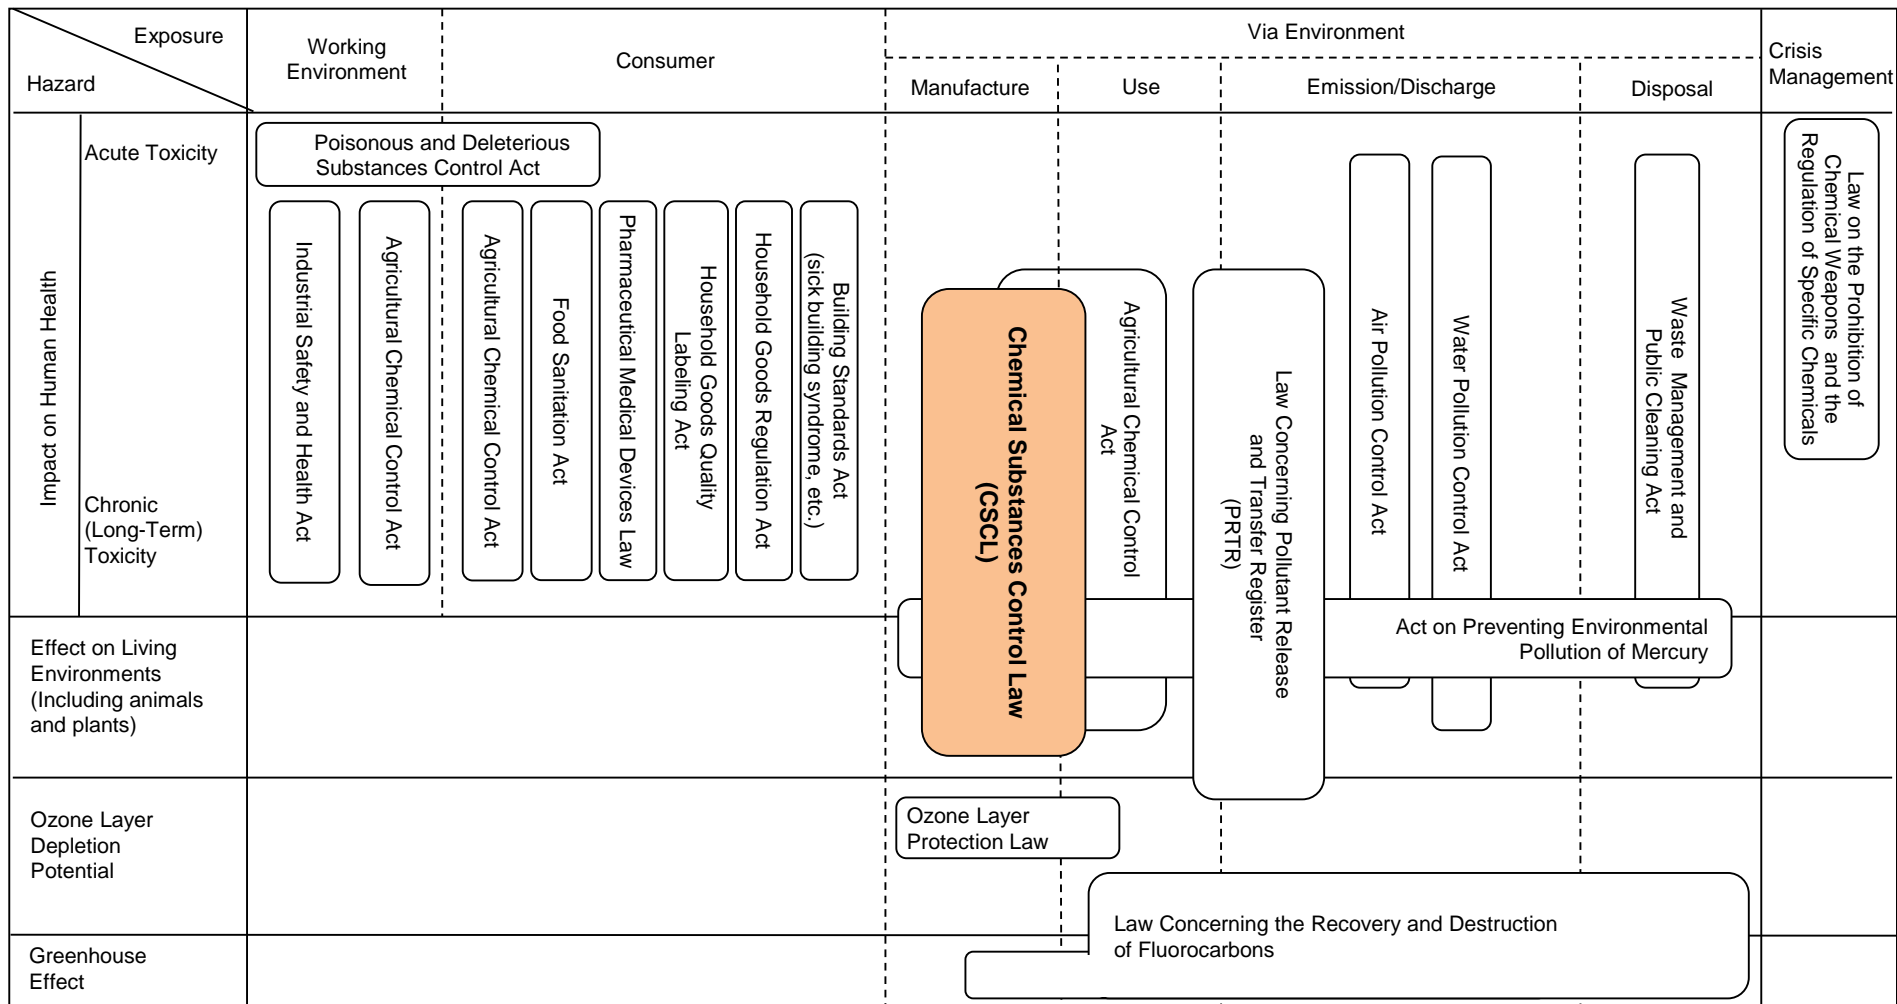 Exposure
Hazard
Working
Environment
Consumer
Via Environment
Manufacture
Use
Emission/Discharge
Disposal
Crisis
Management
Impact on Human Health
Acute Toxicity
Chronic
(Long-Term)
Toxicity
Poisonous and Deleterious
Substances Control Act
Industrial Safety and Health Act
Agricultural Chemical Control Act
Agricultural Chemical Control Act
Food Sanitation Act
Pharmaceutical Medical Devices Law
Household Goods Quality
Labeling Act
Household Goods Regulation Act
Building Standards Act
(sick building syndrome, etc.)
Chemical Substances Control Law
(CSCL)
Agricultural Chemical Control
Act
Law Concerning Pollutant Release
and Transfer Register
(PRTR)
Air Pollution Control Act
Water Pollution Control Act
Waste Management and
Public Cleaning Act
Law on the Prohibition of
Chemical Weapons and the
Regulation of Specific Chemicals
Act on Preventing Environmental
Pollution of Mercury
Effect on Living
Environments
(Including animals
and plants)
Ozone Layer
Depletion
Potential
Ozone Layer
Protection Law
Law Concerning the Recovery and Destruction
of Fluorocarbons
Greenhouse
Effect